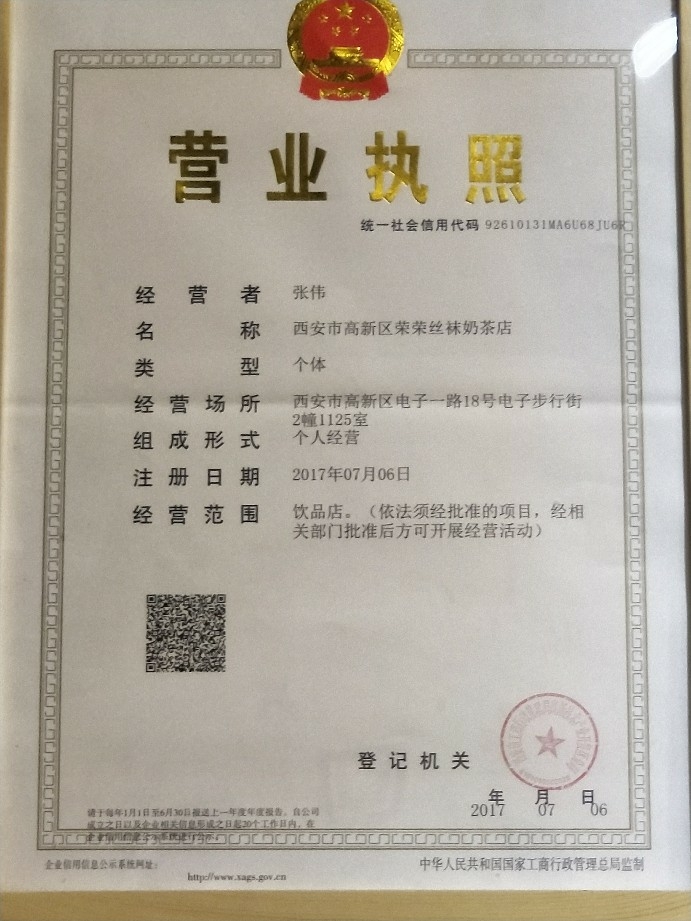 营业执照
统一社会信用代码 92610131MA6U68JU6R
经营者 张伟
名称 西安市高新区荣荣丝袜奶茶店
类型 个体
经营场所 西安市高新区电子一路18号电子步行街
2幢1125室
组成形式 个人经营
注册日期 2017年07月06日
经营范围 饮品店。（依法须经批准的项目，经相
关部门批准后方可开展经营活动）
登记机关
年 月 日
2017 07 06
请于每年1月1日至6月30日报送上一年度年度报告。自公司
成立之日以及企业相关信息形成之日起20个工作日内，在
企业信用信息公示系统进行公示。
企业信用信息公示系统网址：
http://www.xags.gov.cn
中华人民共和国国家工商行政管理总局监制